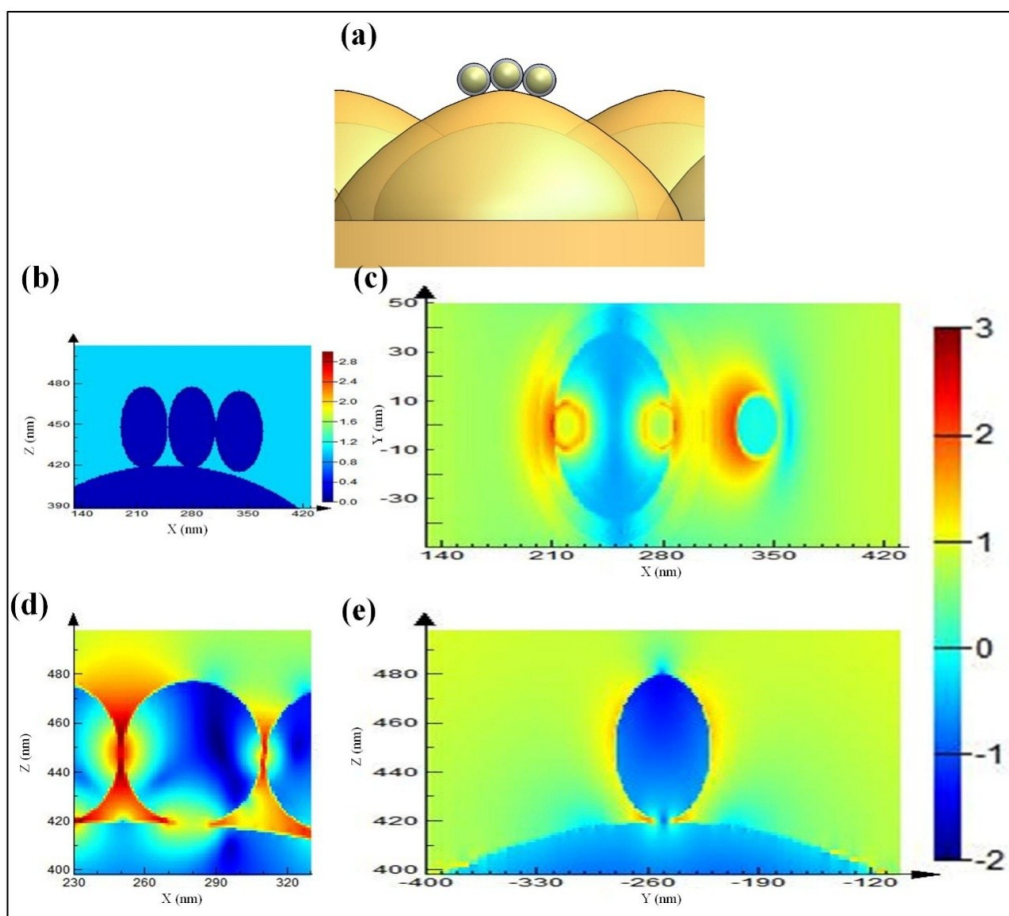 (a)
(b)
480
450
420
390
Z (nm)
140 210 280 350 420
X (nm)
2.8
2.4
2.0
1.6
1.2
0.8
0.4
0.0
(c)
50
30
10
-10
-30
Y (nm)
140 210 280 350 420
X (nm)
3
2
1
0
-1
-2
(d)
480
460
440
420
400
Z (nm)
230 260 290 320
X (nm)
(e)
480
460
440
420
400
Z (nm)
-400 -330 -260 -190 -120
Y (nm)